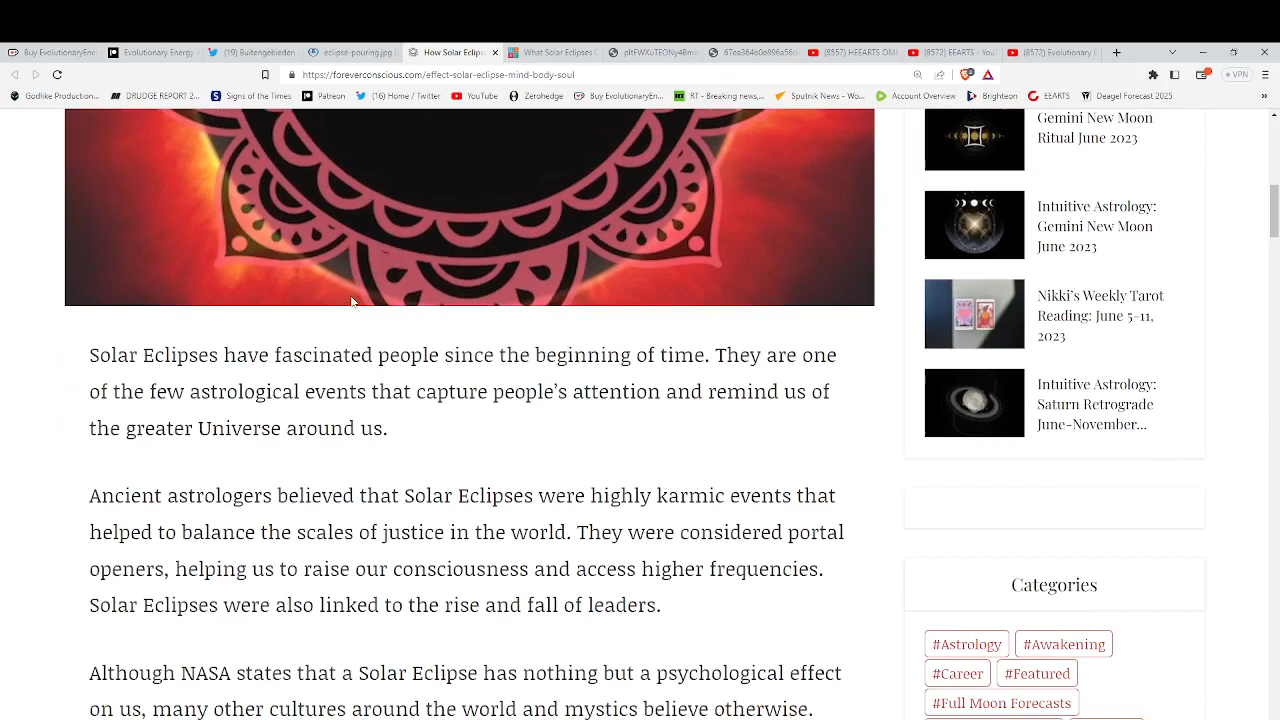 Buy EvolutionaryEne
Evolutionary Energy
(19) Buitengebieden
eclipse-pouring.jpg (
How Solar Eclipse
What Solar Eclipses C
pltFWXuTEONy4Bmk
67ea364b0e896a56d
(8557) HEEARTS OM
(8572) EEARTS - YouT
(8572) Evolutionary E
https://foreverconscious.com/effect-solar-eclipse-mind-body-soul
VPN
Godlike Production...
DRUDGE REPORT 2...
Signs of the Times
Patreon
(16) Home / Twitter
YouTube
Zerohedge
Buy EvolutionaryEn...
RT - Breaking news,...
Sputnik News - Wo...
Account Overview
Brighteon
EEARTS
Deagel Forecast 2025
Solar Eclipses have fascinated people since the beginning of time. They are one
of the few astrological events that capture people's attention and remind us of
the greater Universe around us.
Ancient astrologers believed that Solar Eclipses were highly karmic events that
helped to balance the scales of justice in the world. They were considered portal
openers, helping us to raise our consciousness and access higher frequencies.
Solar Eclipses were also linked to the rise and fall of leaders.
Although NASA states that a Solar Eclipse has nothing but a psychological effect
on us, many other cultures around the world and mystics believe otherwise.
Gemini New Moon
Ritual June 2023
Intuitive Astrology:
Gemini New Moon
June 2023
Nikki's Weekly Tarot
Reading: June 5-11,
2023
Intuitive Astrology:
Saturn Retrograde
June-November...
Categories
#Astrology
#Awakening
#Career
#Featured
#Full Moon Forecasts